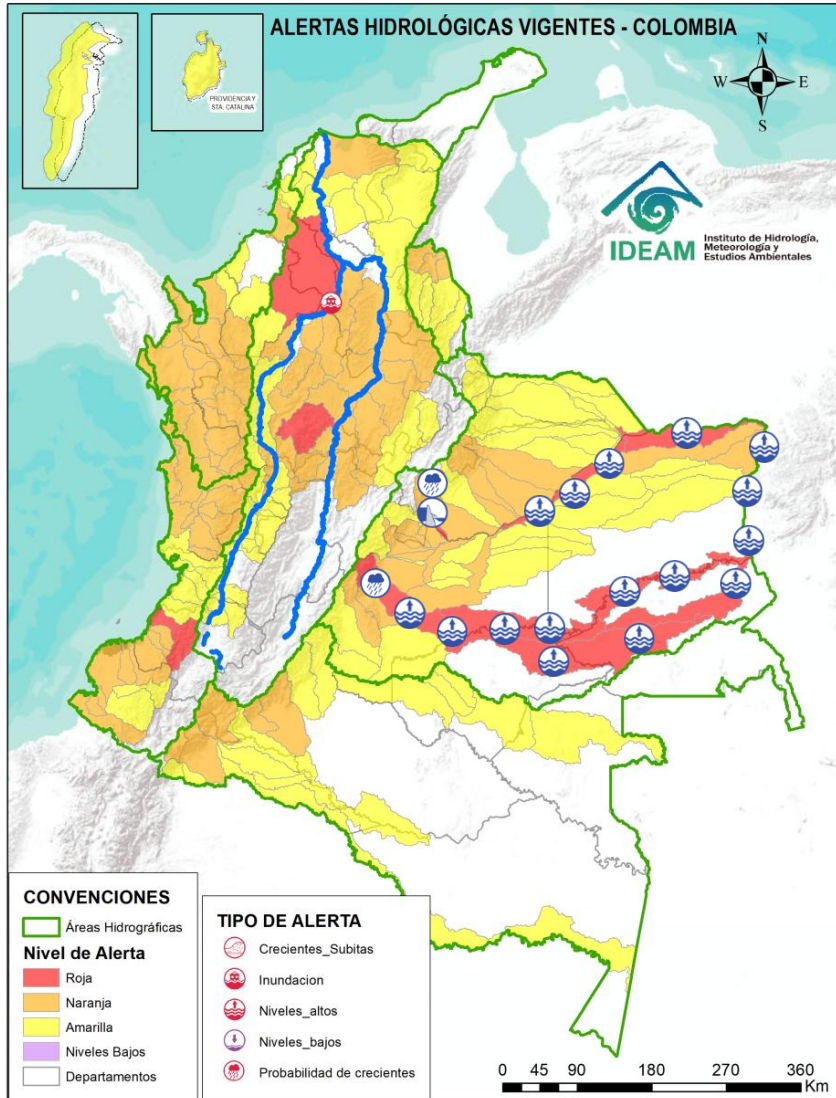 ALERTAS HIDROLÓGICAS VIGENTES - COLOMBIA
PROVIDENCIA Y
STA. CATALINA
N
W
E
S
IDEAM
Instituto de Hidrología,
Meteorología y
Estudios Ambientales
CONVENCIONES
Áreas Hidrográficas
Nivel de Alerta
Roja
Naranja
Amarilla
Niveles Bajos
Departamentos
TIPO DE ALERTA
Crecientes_Subitas
Inundacion
Niveles_altos
Niveles_bajos
Probabilidad de crecientes
0 45 90 180 270 360
Km